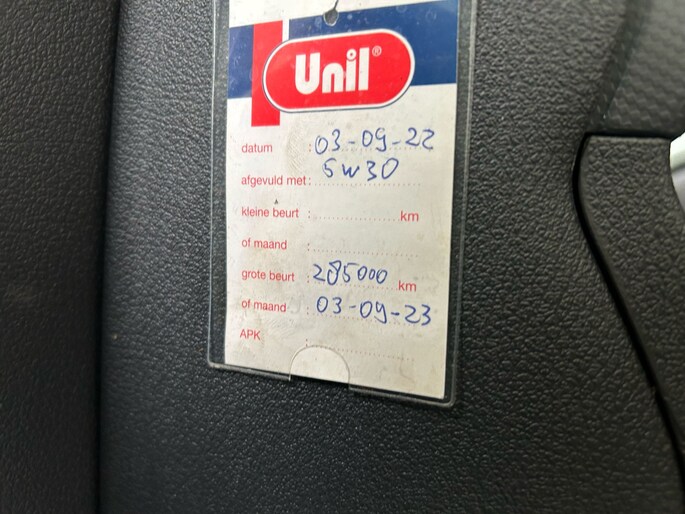 Unil®
datum : 03-09-22
afgevuld met: 5w30
kleine beurt : km
of maand :
grote beurt : 285000 km
of maand : 03-09-23
APK :